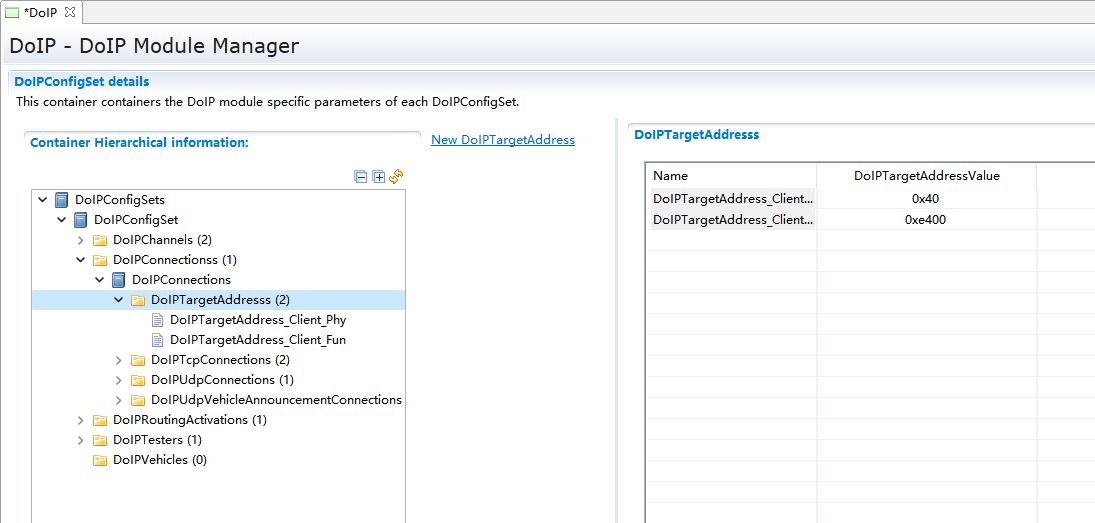 *DoIP
DoIP - DoIP Module Manager
DoIPConfigSet details
This container containers the DoIP module specific parameters of each DoIPConfigSet.
Container Hierarchical information:
New DoIPTargetAddress
DoIPConfigSets
DoIPConfigSet
DoIPChannels (2)
DoIPConnectionss (1)
DoIPConnections
DoIPTargetAddresss (2)
DoIPTargetAddress_Client_Phy
DoIPTargetAddress_Client_Fun
DoIPTcpConnections (2)
DoIPUdpConnections (1)
DoIPUdpVehicleAnnouncementConnections
DoIPRoutingActivations (1)
DoIPTesters (1)
DoIPVehicles (0)
DoIPTargetAddresss
Name DoIPTargetAddressValue
DoIPTargetAddress_Client... 0x40
DoIPTargetAddress_Client... 0xe400